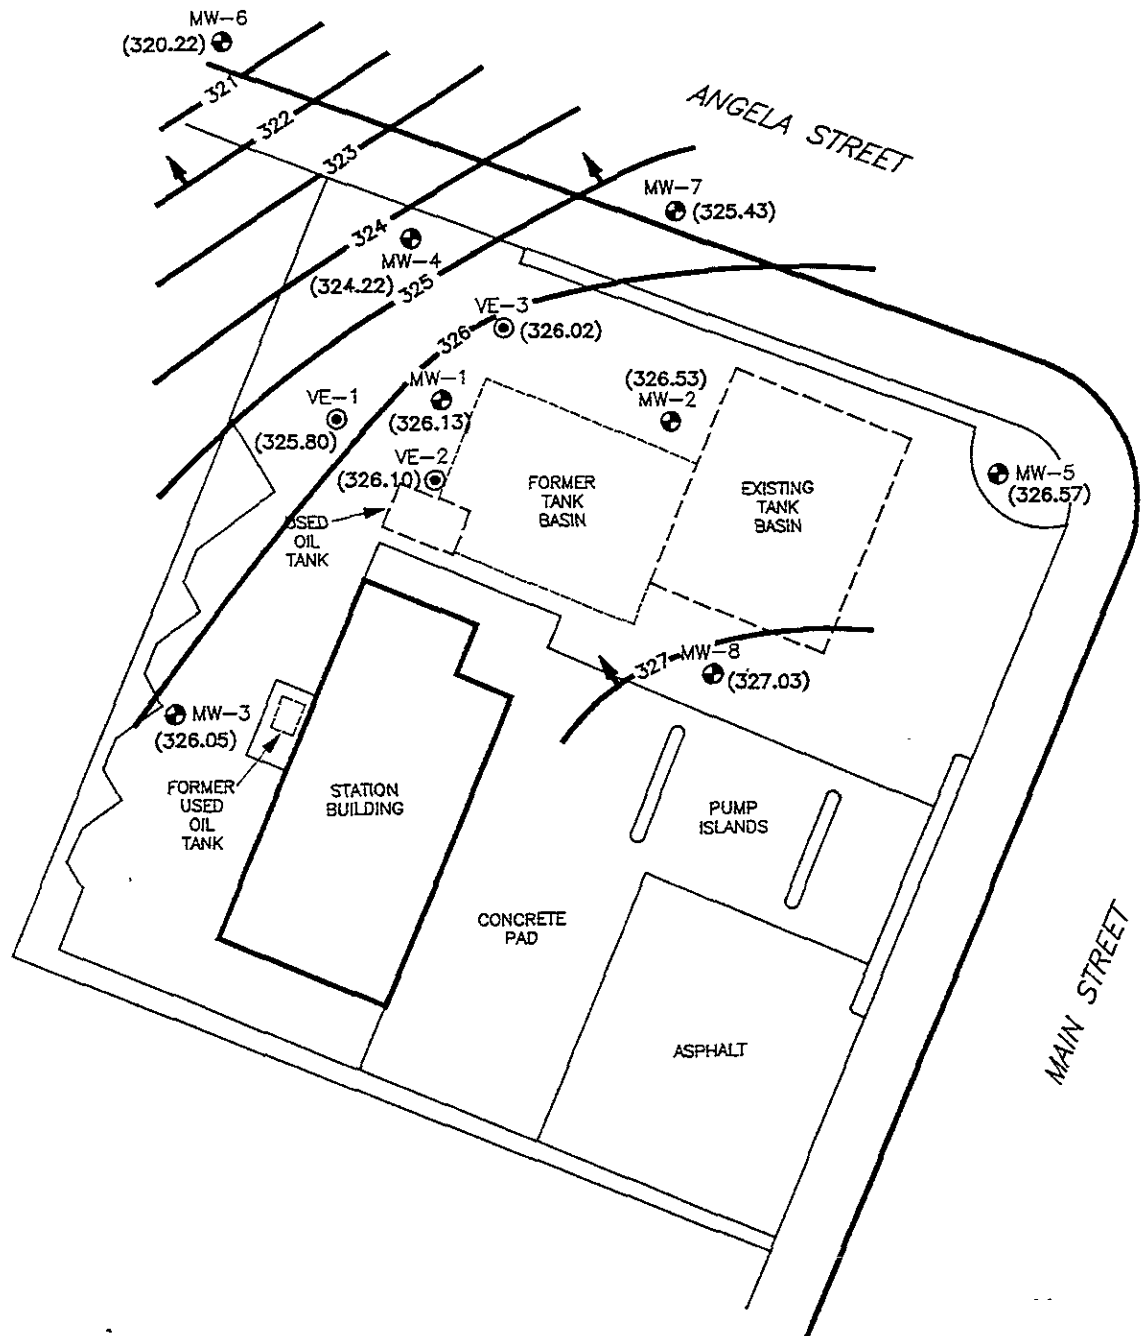 MW-6
(320.22)
321
322
323
324
325
326
327
ANGELA STREET
MW-7
(325.43)
MW-4
(324.22)
VE-3
(326.02)
MW-1
(326.13)
VE-1
(325.80)
VE-2
(326.10)
(326.53)
MW-2
MW-5
(326.57)
FORMER
TANK
BASIN
EXISTING
TANK
BASIN
USED
OIL
TANK
MW-8
(327.03)
MW-3
(326.05)
FORMER
USED
OIL
TANK
STATION
BUILDING
PUMP
ISLANDS
CONCRETE
PAD
ASPHALT
MAIN STREET